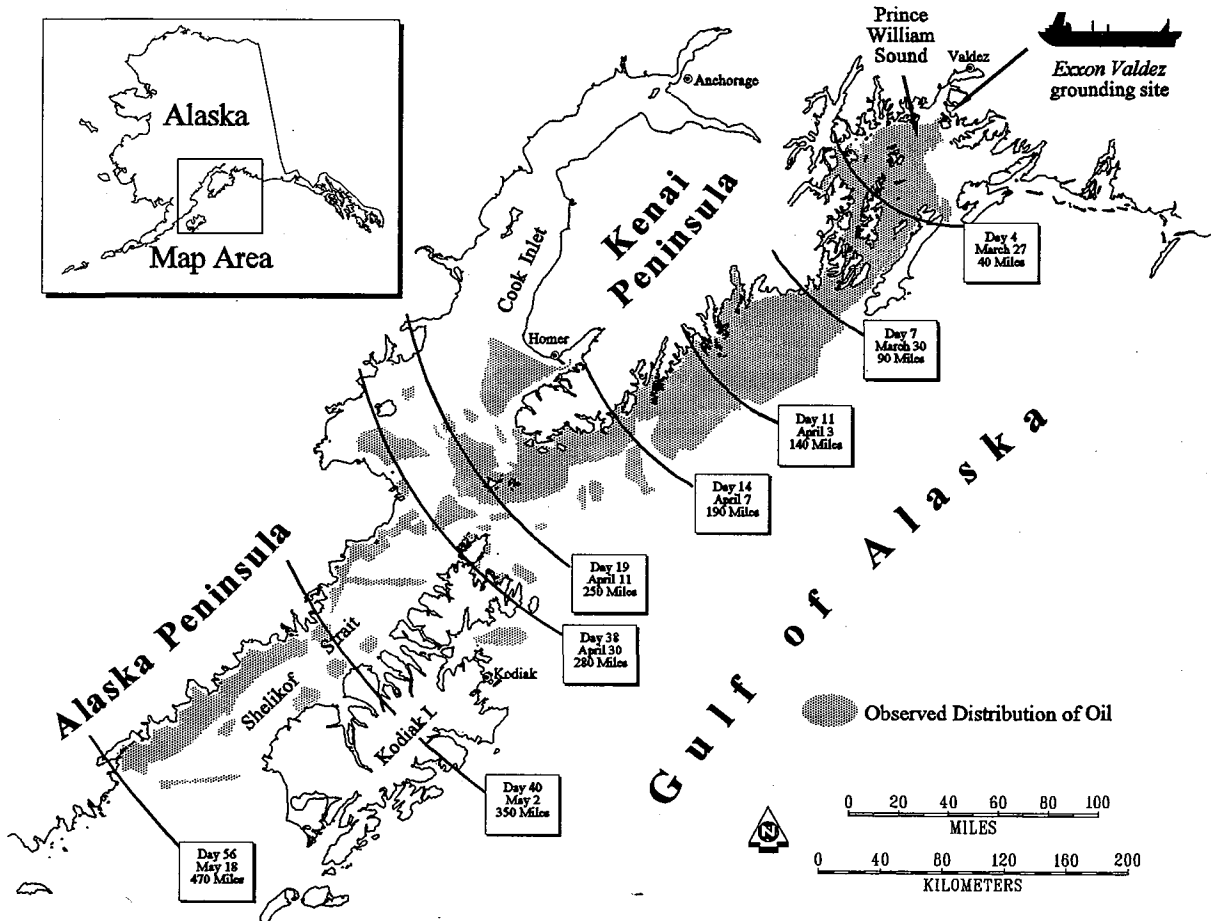 Alaska
Map Area
Prince
William
Sound
Valdez
Exxon Valdez
grounding site
Anchorage
Kenai
Peninsula
Cook Inlet
Homer
Day 4
March 27
40 Miles
Day 7
March 30
90 Miles
Day 11
April 3
140 Miles
Day 14
April 7
190 Miles
Day 19
April 11
250 Miles
Day 38
April 30
280 Miles
Gulf of Alaska
Alaska Peninsula
Shelikof Strait
Kodiak
Kodiak I.
Day 40
May 2
350 Miles
Day 56
May 18
470 Miles
Observed Distribution of Oil
N
0 20 40 60 80 100
MILES
0 40 80 120 160 200
KILOMETERS